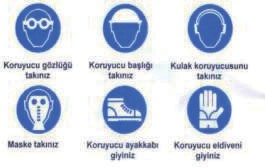 Koruyucu gözlüğü takınız
Koruyucu başlığı takınız
Kulak koruyucusunu takınız
Maske takınız
Koruyucu ayakkabı giyiniz
Koruyucu eldiveni giyiniz